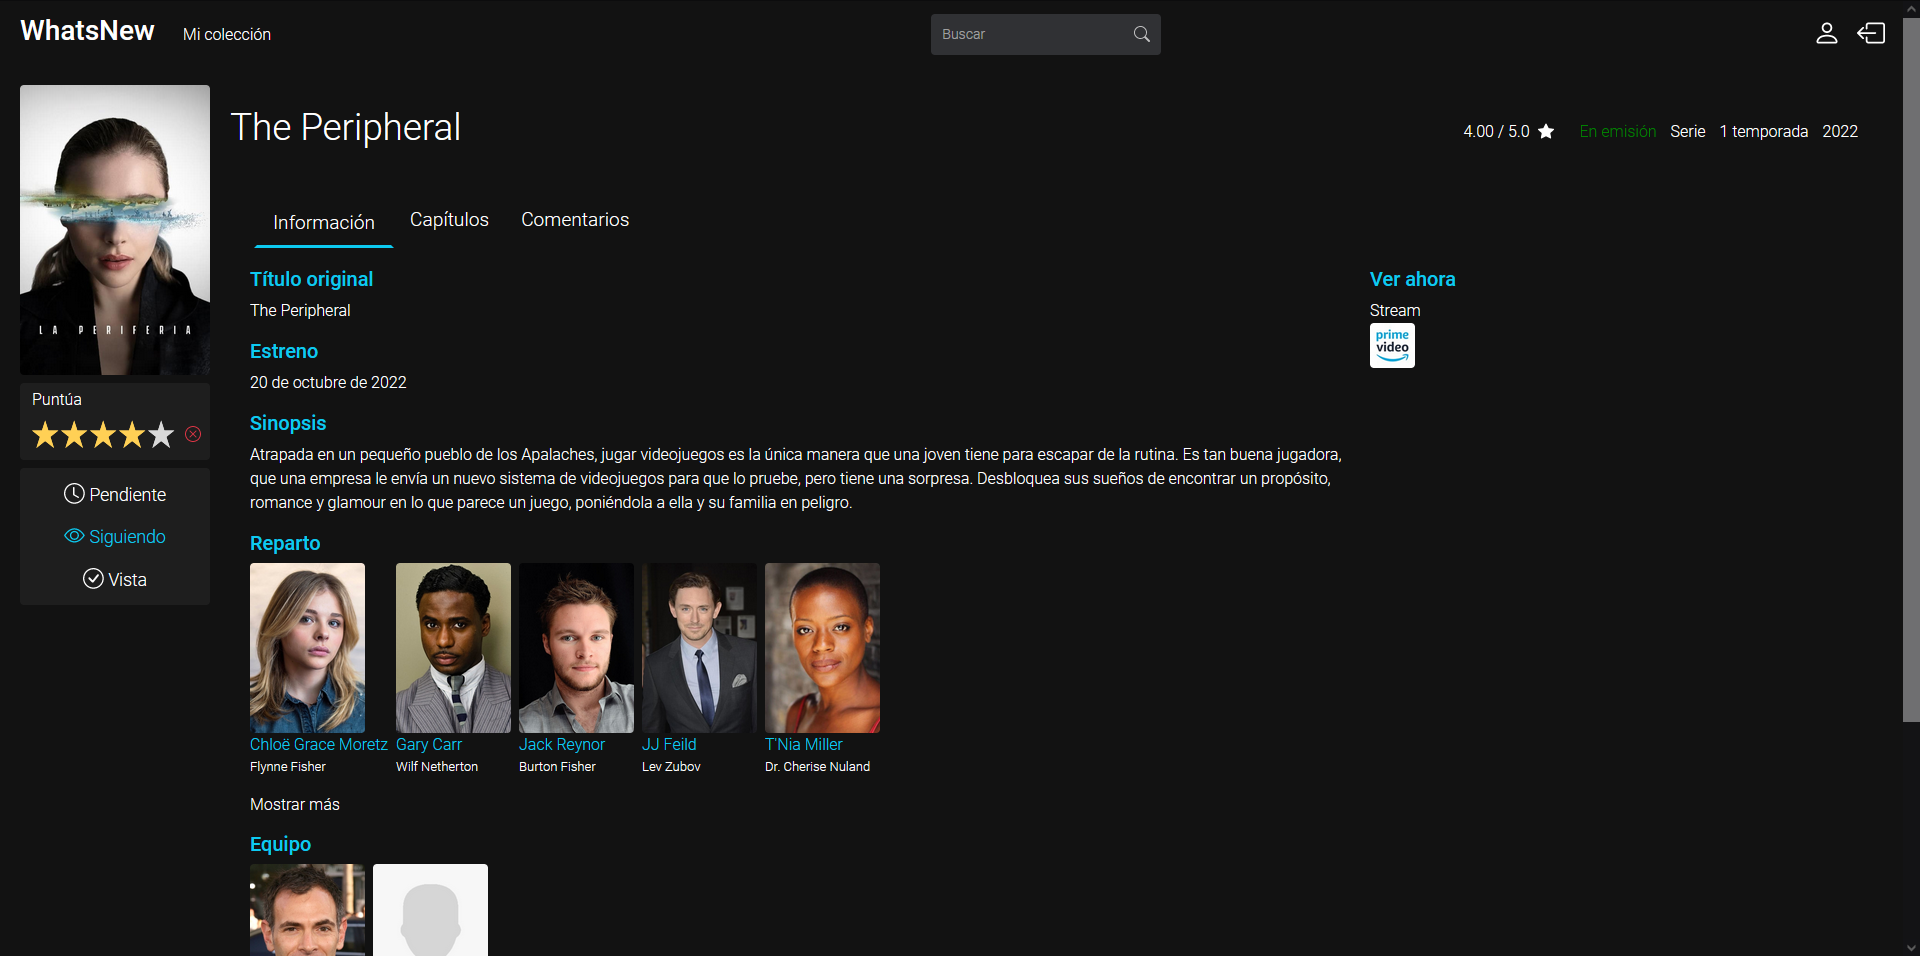 WhatsNew
Mi colección
Buscar
The Peripheral
4.00 / 5.0
En emisión
Serie
1 temporada
2022
LA PERIFERIA
Puntúa
Pendiente
Siguiendo
Vista
Información
Capítulos
Comentarios
Título original
The Peripheral
Estreno
20 de octubre de 2022
Sinopsis
Atrapada en un pequeño pueblo de los Apalaches, jugar videojuegos es la única manera que una joven tiene para escapar de la rutina. Es tan buena jugadora,
que una empresa le envía un nuevo sistema de videojuegos para que lo pruebe, pero tiene una sorpresa. Desbloquea sus sueños de encontrar un propósito,
romance y glamour en lo que parece un juego, poniéndola a ella y su familia en peligro.
Ver ahora
Stream
prime
video
Reparto
Chloë Grace Moretz
Flynne Fisher
Gary Carr
Wilf Netherton
Jack Reynor
Burton Fisher
JJ Feild
Lev Zubov
T'Nia Miller
Dr. Cherise Nuland
Mostrar más
Equipo